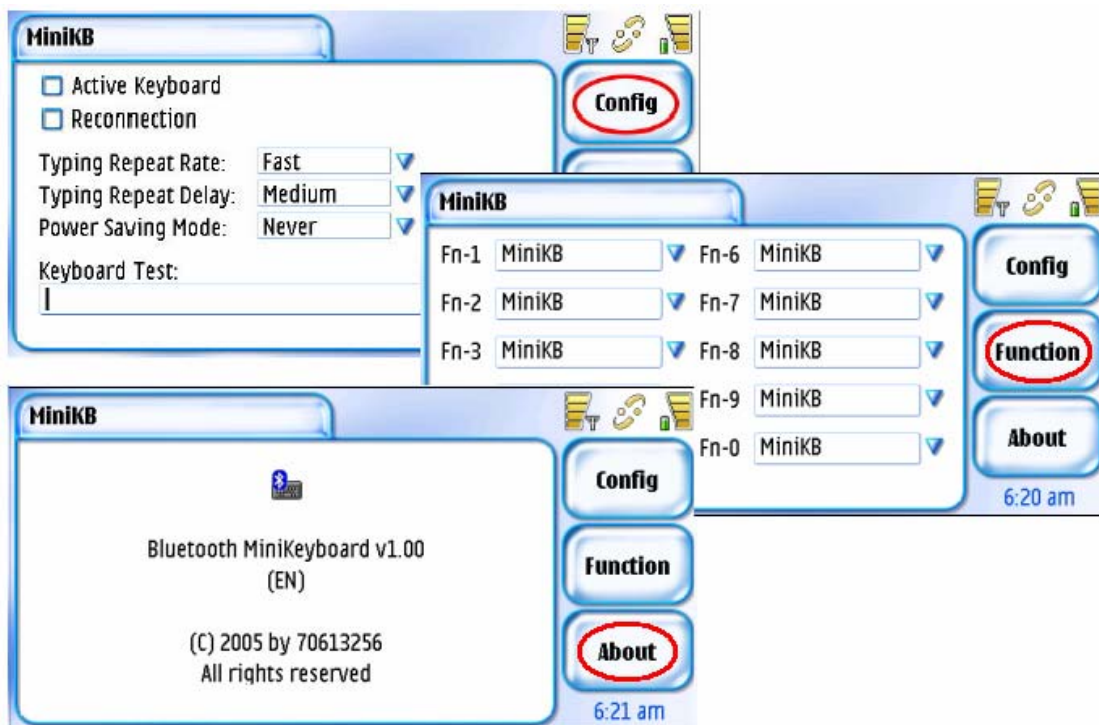 MiniKB
Active Keyboard
Reconnection
Typing Repeat Rate: Fast
Typing Repeat Delay: Medium
Power Saving Mode: Never
Keyboard Test:
Config
MiniKB
Fn-1 MiniKB Fn-6 MiniKB
Fn-2 MiniKB Fn-7 MiniKB
Fn-3 MiniKB Fn-8 MiniKB
Fn-9 MiniKB
Fn-0 MiniKB
Config
Function
About
6:20 am
MiniKB
Bluetooth MiniKeyboard v1.00
(EN)
(C) 2005 by 70613256
All rights reserved
Config
Function
About
6:21 am